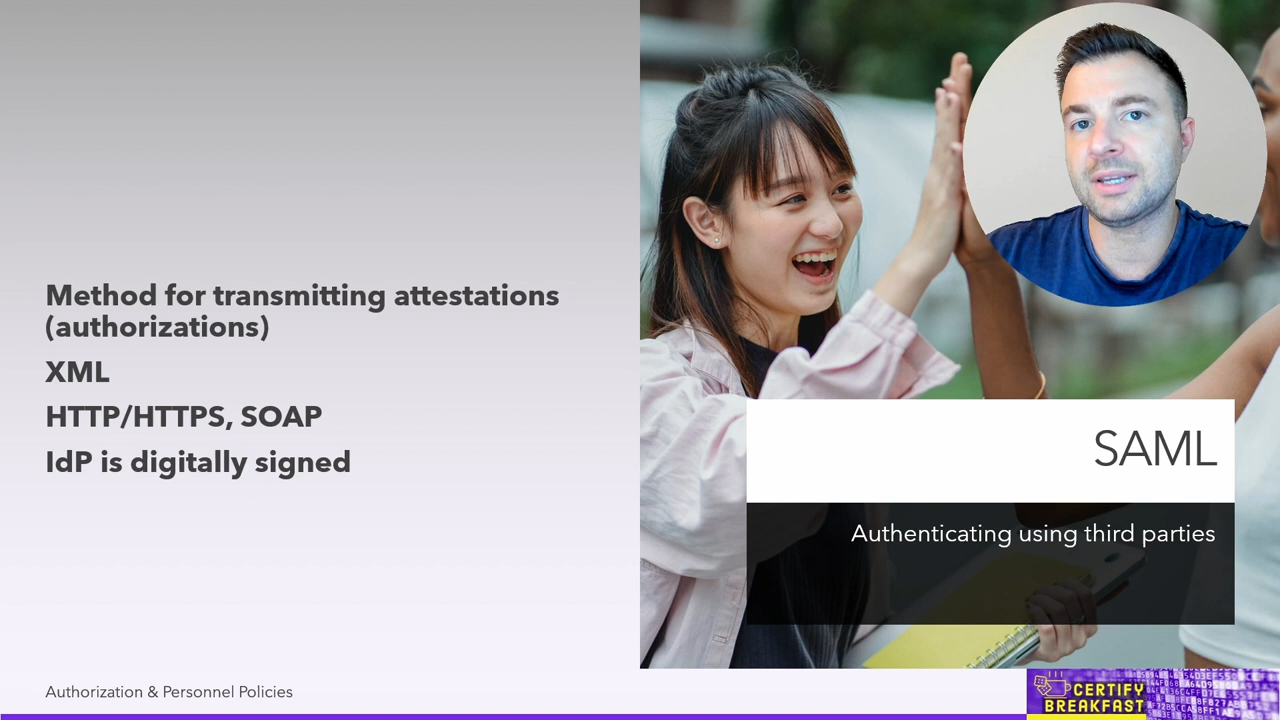 Method for transmitting attestations
(authorizations)
XML
HTTP/HTTPS, SOAP
IdP is digitally signed
SAML
Authenticating using third parties
Authorization & Personnel Policies
CERTIFY
BREAKFAST